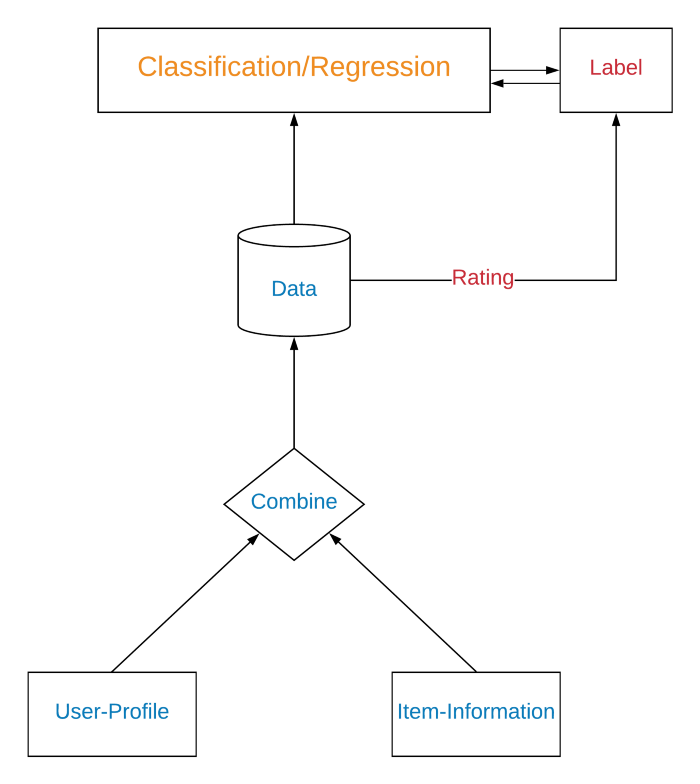 Classification/Regression
Label
Data
Rating
Combine
User-Profile
Item-Information